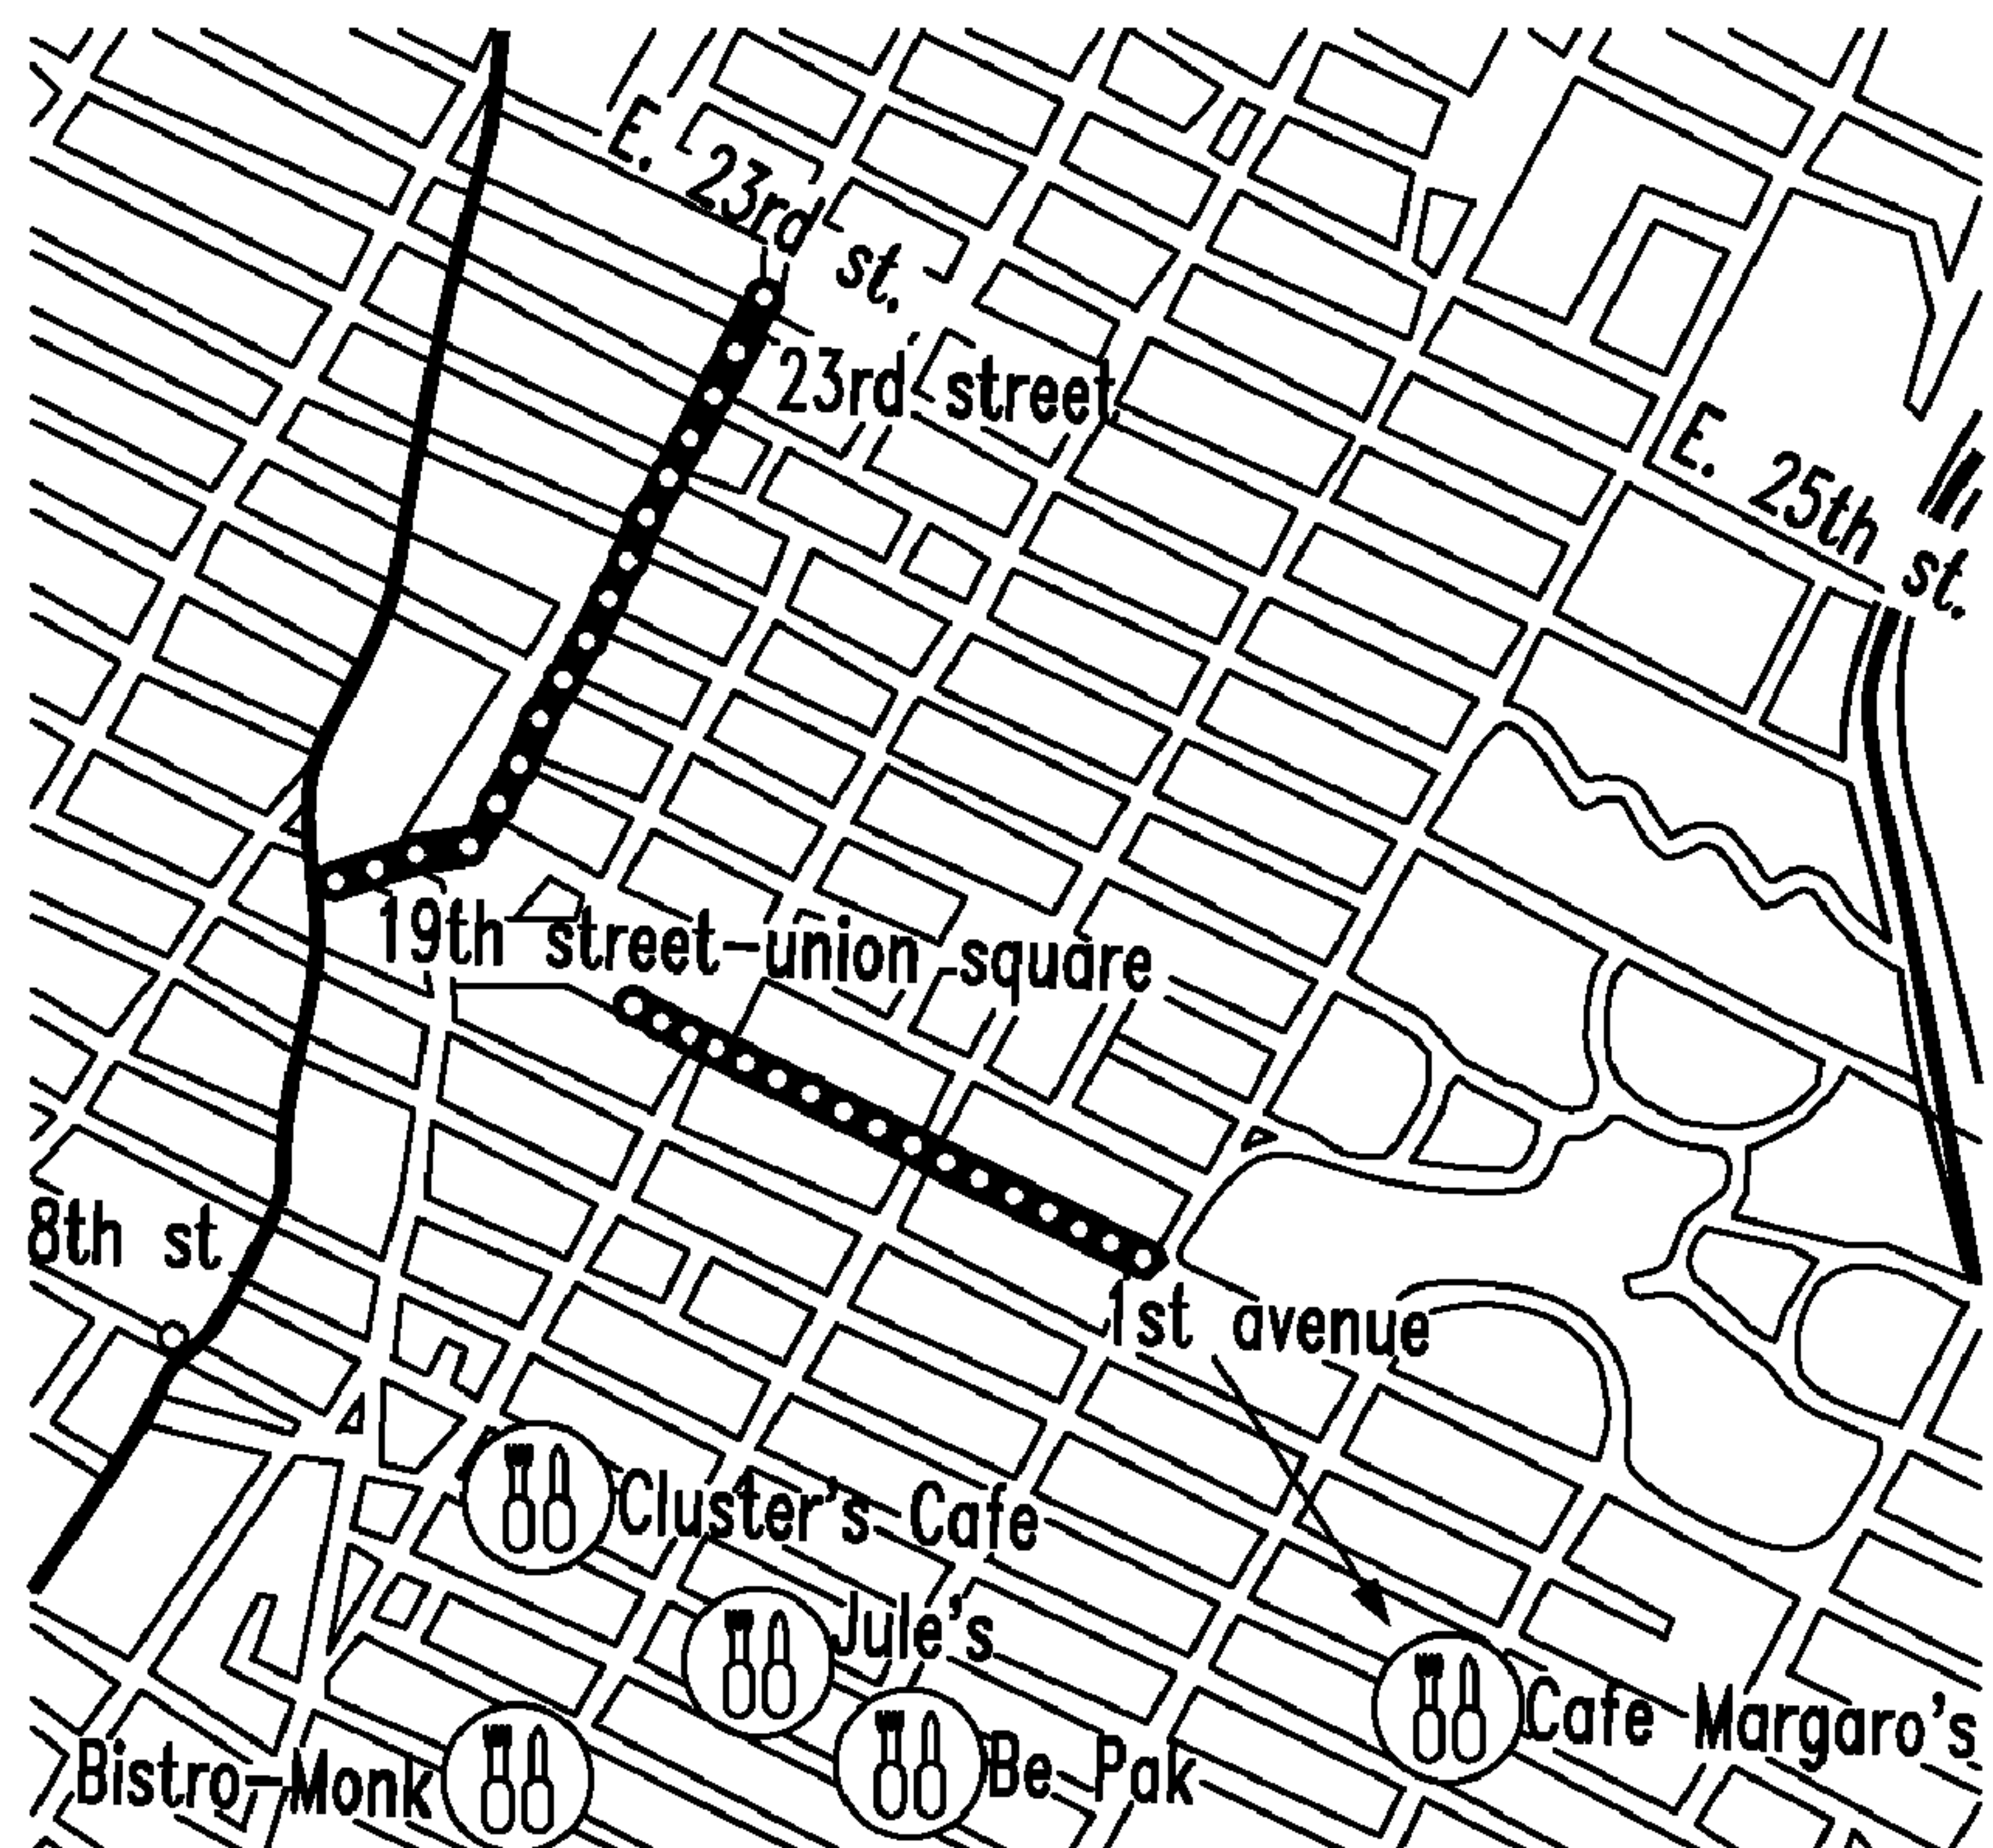 E. 23rd st.
23rd street
E. 25th st.
19th street-union square
8th st
1st avenue
Cluster's Cafe
Jule's
Cafe Margaro's
Be Pak
Bistro-Monk